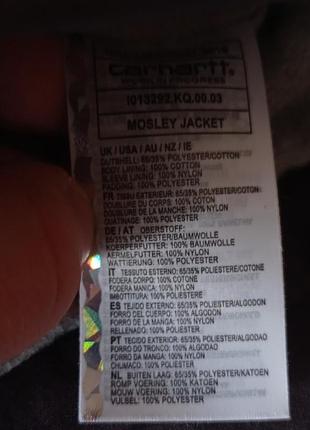 carhartt
WORK IN PROGRESS
I013292.KQ.00.03
MOSLEY JACKET
UK / USA / AU / NZ / IE
OUTSHELL: 65/35% POLYESTER/COTTON
BODY LINING: 100% COTTON
SLEEVE LINING: 100% NYLON
PADDING: 100% POLYESTER
FR TISSU EXTERIEUR: 65/35% POLYESTER/COTON
DOUBLURE DU CORPS: 100% COTON
DOUBLURE DE LA MANCHE: 100% NYLON
OUATINAGE: 100% POLYESTER
DE / AT OBERSTOFF:
65/35% POLYESTER/BAUMWOLLE
KOERPERFUTTER: 100% BAUMWOLLE
AERMELFUTTER: 100% NYLON
WATTIERUNG: 100% POLYESTER
IT TESSUTO ESTERNO: 65/35% POLIESTERE/COTONE
FODERA CORPO: 100% COTONE
FODERA MANICA: 100% NYLON
IMBOTTITURA: 100% POLIESTERE
ES TEJIDO EXTERIOR: 65/35% POLIESTER/ALGODON
FORRO DEL CUERPO: 100% ALGODON
FORRO DE LA MANGA: 100% NYLON
RELLENADO: 100% POLIESTER
PT TECIDO EXTERIOR: 65/35% POLIESTER/ALGODAO
FORRO DO TRONCO: 100% ALGODAO
FORRO DA MANGA: 100% NYLON
CHUMACO: 100% POLIESTER
NL BUITEN LAAG: 65/35% POLYESTER/KATOEN
ROMP VOERING: 100% KATOEN
MOUW VOERING: 100% NYLON
VULSEL: 100% POLYESTER